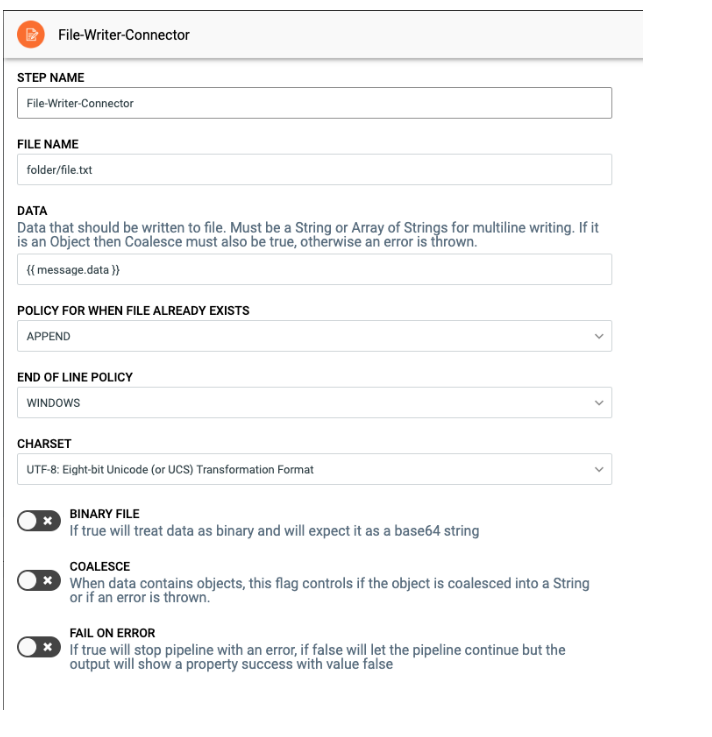 File-Writer-Connector
STEP NAME
File-Writer-Connector
FILE NAME
folder/file.txt
DATA
Data that should be written to file. Must be a String or Array of Strings for multiline writing. If it
is an Object then Coalesce must also be true, otherwise an error is thrown.
{{ message.data }}
POLICY FOR WHEN FILE ALREADY EXISTS
APPEND
END OF LINE POLICY
WINDOWS
CHARSET
UTF-8: Eight-bit Unicode (or UCS) Transformation Format
BINARY FILE
If true will treat data as binary and will expect it as a base64 string
COALESCE
When data contains objects, this flag controls if the object is coalesced into a String
or if an error is thrown.
FAIL ON ERROR
If true will stop pipeline with an error, if false will let the pipeline continue but the
output will show a property success with value false